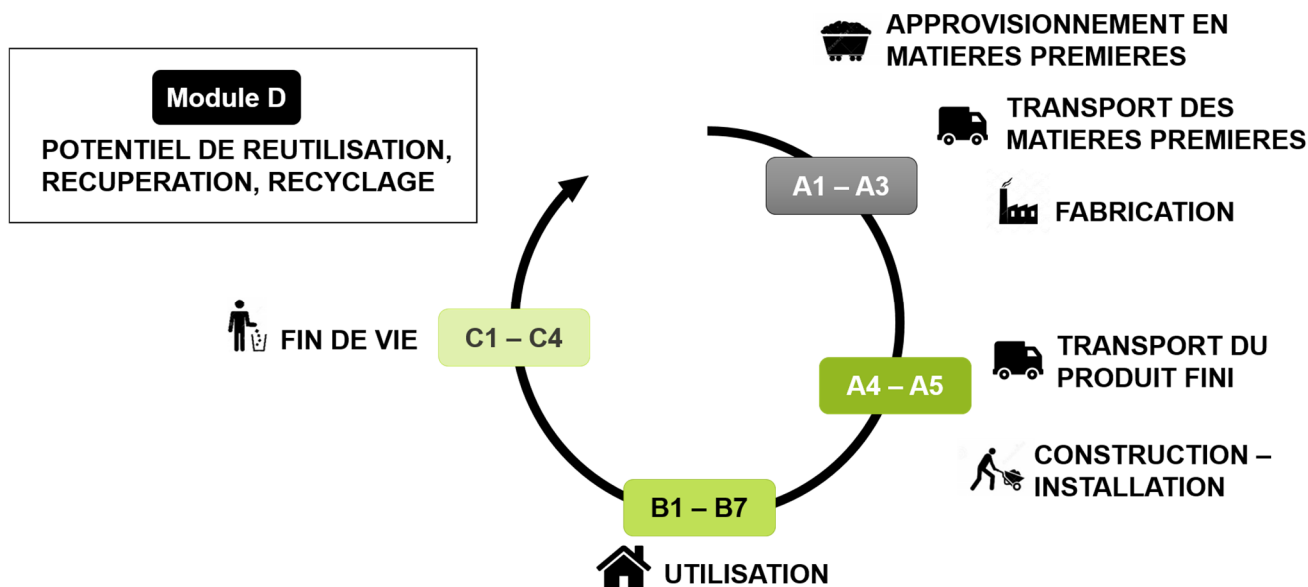 APPROVISIONNEMENT EN
MATIERES PREMIERES
Module D
POTENTIEL DE REUTILISATION,
RECUPERATION, RECYCLAGE
TRANSPORT DES
MATIERES PREMIERES
A1 – A3
FABRICATION
FIN DE VIE
C1 – C4
TRANSPORT DU
PRODUIT FINI
A4 – A5
CONSTRUCTION –
INSTALLATION
B1 – B7
UTILISATION